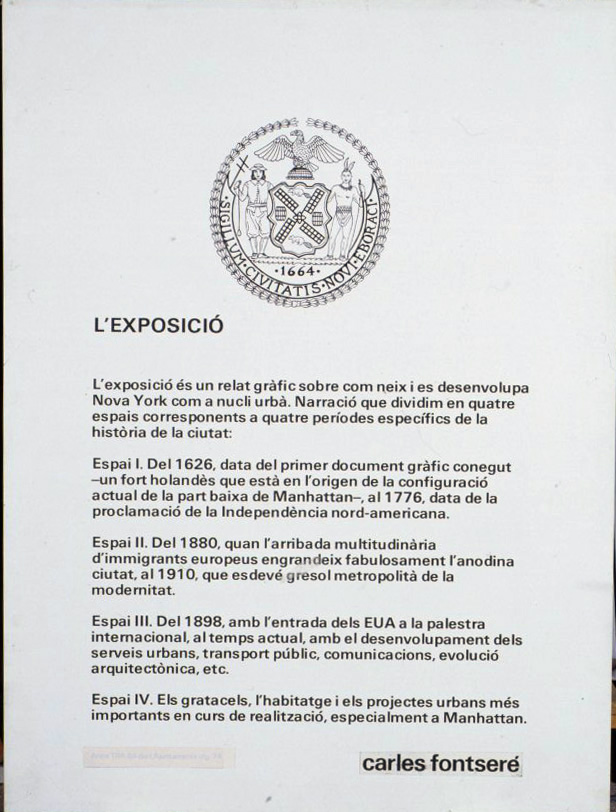 · SIGILLUM · CIVITATIS · NOVI · EBORACI ·
· 1664 ·
L'EXPOSICIÓ
L'exposició és un relat gràfic sobre com neix i es desenvolupa
Nova York com a nucli urbà. Narració que dividim en quatre
espais corresponents a quatre períodes específics de la
història de la ciutat:
Espai I. Del 1626, data del primer document gràfic conegut
–un fort holandès que està en l'origen de la configuració
actual de la part baixa de Manhattan–, al 1776, data de la
proclamació de la Independència nord-americana.
Espai II. Del 1880, quan l'arribada multitudinària
d'immigrants europeus engrandeix fabulosament l'anodina
ciutat, al 1910, que esdevé gresol metropolità de la
modernitat.
Espai III. Del 1898, amb l'entrada dels EUA a la palestra
internacional, al temps actual, amb el desenvolupament dels
serveis urbans, transport públic, comunicacions, evolució
arquitectònica, etc.
Espai IV. Els gratacels, l'habitatge i els projectes urbans més
importants en curs de realització, especialment a Manhattan.
carles fontseré